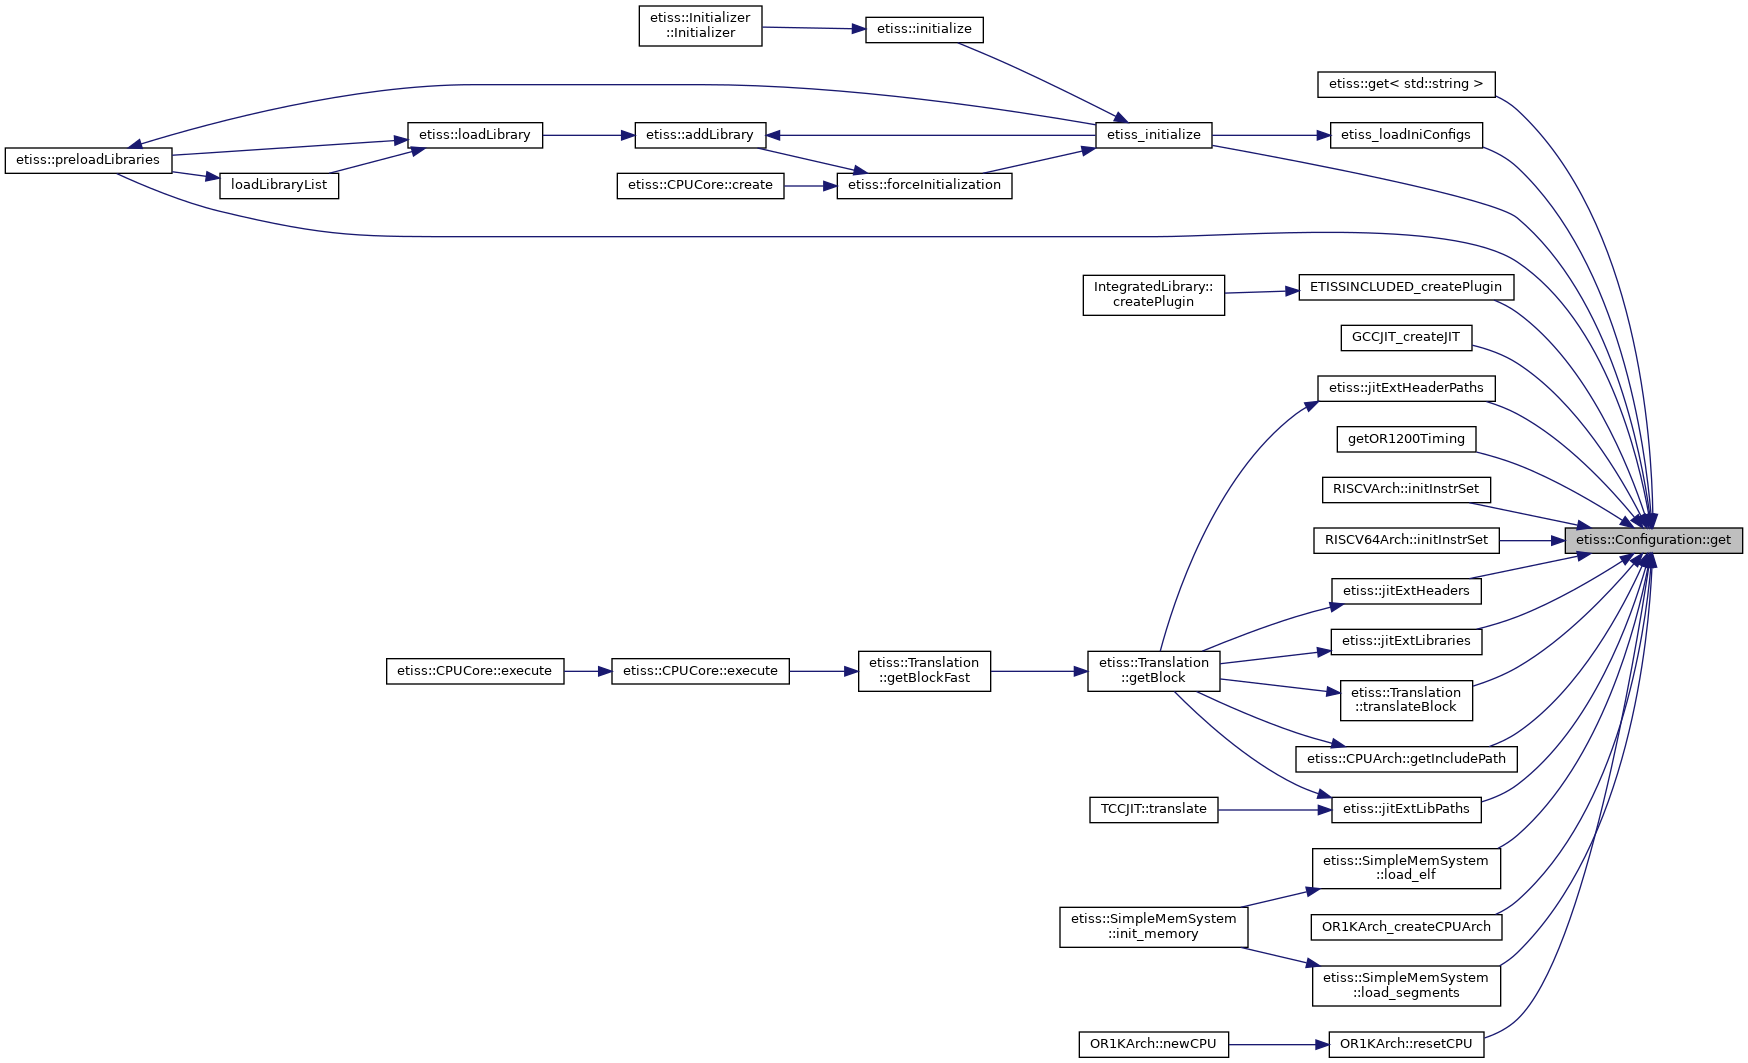 etiss::Initializer
::Initializer
etiss::initialize
etiss::get< std::string >
etiss::preloadLibraries
etiss::loadLibrary
etiss::addLibrary
etiss_initialize
etiss_loadIniConfigs
loadLibraryList
etiss::CPUCore::create
etiss::forceInitialization
IntegratedLibrary::
createPlugin
ETISSINCLUDED_createPlugin
GCCJIT_createJIT
etiss::jitExtHeaderPaths
getOR1200Timing
RISCVArch::initInstrSet
RISCV64Arch::initInstrSet
etiss::Configuration::get
etiss::jitExtHeaders
etiss::jitExtLibraries
etiss::CPUCore::execute
etiss::CPUCore::execute
etiss::Translation
::getBlockFast
etiss::Translation
::getBlock
etiss::Translation
::translateBlock
etiss::CPUArch::getIncludePath
TCCJIT::translate
etiss::jitExtLibPaths
etiss::SimpleMemSystem
::load_elf
etiss::SimpleMemSystem
::init_memory
OR1KArch_createCPUArch
etiss::SimpleMemSystem
::load_segments
OR1KArch::newCPU
OR1KArch::resetCPU